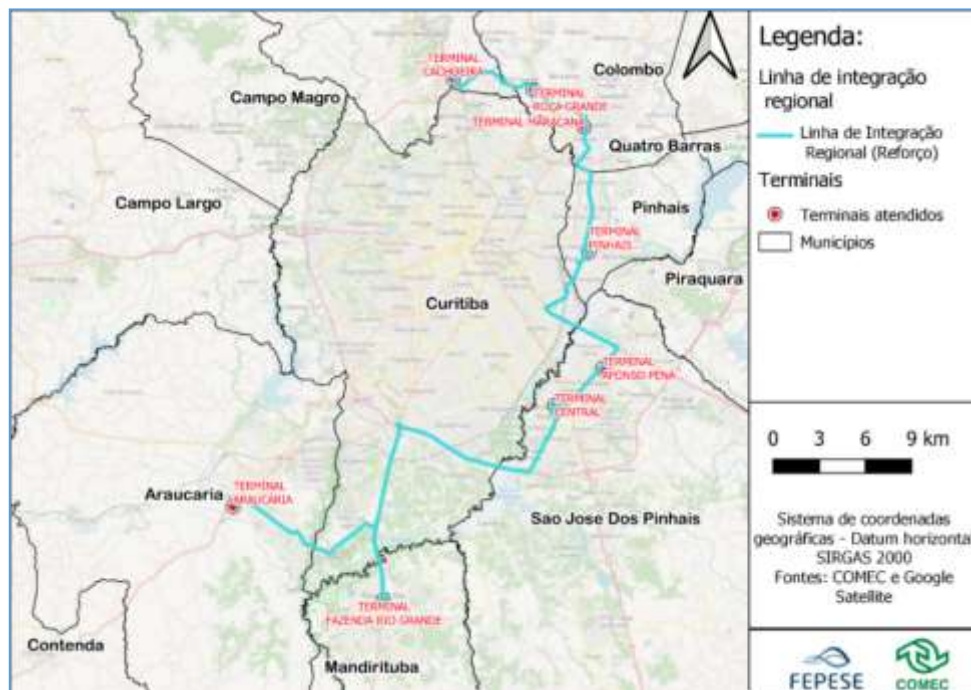 TERMINAL
CACHOEIRA
Colombo
Campo Magro
TERMINAL
ROÇA GRANDE
TERMINAL MARACANÃ
Quatro Barras
Campo Largo
Pinhais
TERMINAL
PINHAIS
Piraquara
Curitiba
TERMINAL
AFONSO PENA
TERMINAL
CENTRAL
Araucaria
TERMINAL
ARAUCÁRIA
Sao Jose Dos Pinhais
TERMINAL
FAZENDA RIO GRANDE
Contenda
Mandirituba
Legenda:
Linha de integração
regional
Linha de Integração
Regional (Reforço)
Terminais
Terminais atendidos
Municípios
0 3 6 9 km
Sistema de coordenadas
geográficas - Datum horizonta
SIRGAS 2000
Fontes: COMEC e Google
Satellite
FEPESE
COMEC